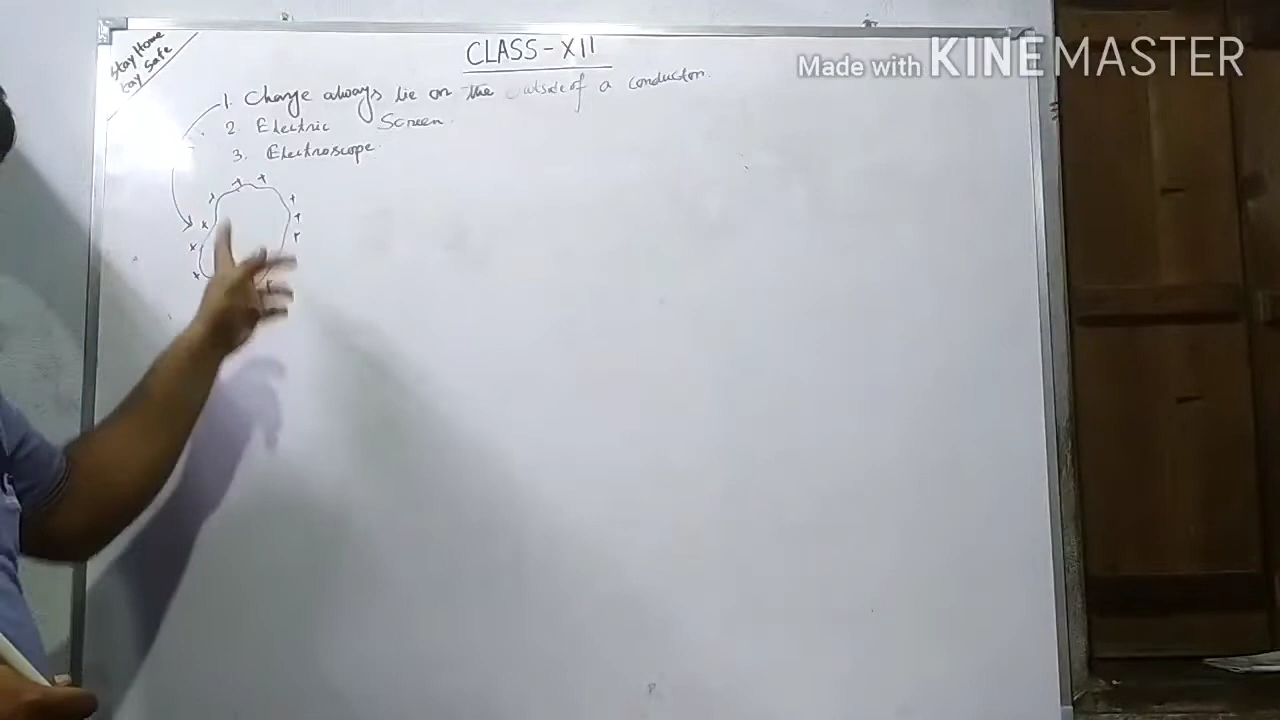 Stay Home
tay Safe
CLASS-XII
Made with KINEMASTER
1. Charge always lie on the outside of a conductor.
2. Electric Screen.
3. Electroscope.
+ + + + + + + + + +